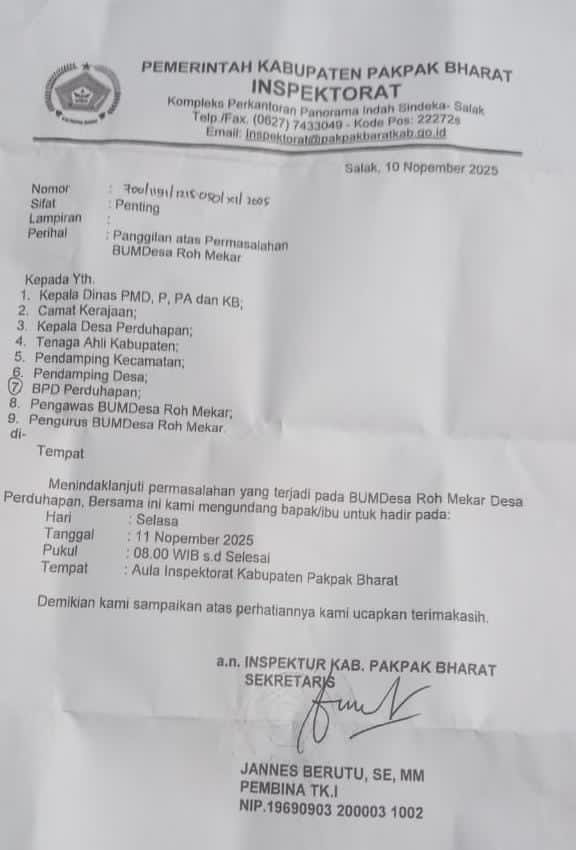 PEMERINTAH KABUPATEN PAKPAK BHARAT
INSPEKTORAT
Kompleks Perkantoran Panorama Indah Sindeka- Salak
Telp./Fax. (0627) 7433049 - Kode Pos: 22272s
Email: Inspektorat@pakpakbaratkab.go.id
Salak, 10 Nopember 2025
Nomor : 700/1191/1215050/XI/2005
Sifat : Penting
Lampiran :
Perihal : Panggilan atas Permasalahan
BUMDesa Roh Mekar
Kepada Yth.
1. Kepala Dinas PMD, P, PA dan KB;
2. Camat Kerajaan;
3. Kepala Desa Perduhapan;
4. Tenaga Ahli Kabupaten;
5. Pendamping Kecamatan;
6. Pendamping Desa;
7 BPD Perduhapan;
8. Pengawas BUMDesa Roh Mekar;
9. Pengurus BUMDesa Roh Mekar.
di-
Tempat
Menindaklanjuti permasalahan yang terjadi pada BUMDesa Roh Mekar Desa
Perduhapan, Bersama ini kami mengundang bapak/ibu untuk hadir pada:
Hari : Selasa
Tanggal : 11 Nopember 2025
Pukul : 08.00 WIB s.d Selesai
Tempat : Aula Inspektorat Kabupaten Pakpak Bharat
Demikian kami sampaikan atas perhatiannya kami ucapkan terimakasih.
a.n. INSPEKTUR KAB. PAKPAK BHARAT
SEKRETARIS
JANNES BERUTU, SE, MM
PEMBINA TK.I
NIP.19690903 200003 1002